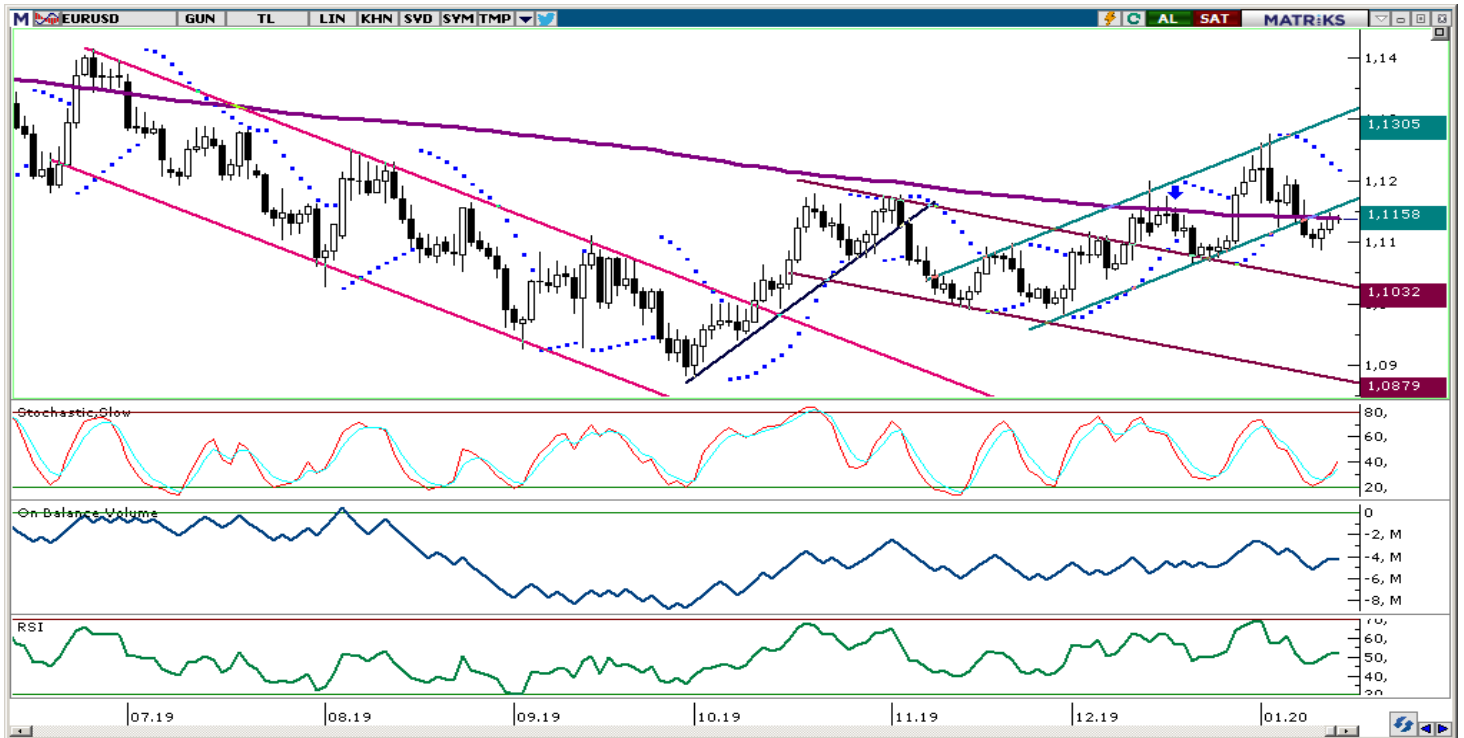 M EURUSD GUN TL LIN KHN SVD SYM TMP AL SAT MATRiKS
1,14
1,1305
1,12
1,1158
1,11
1,1032
1,09
1,0879
Stochastic,Slow
80,
60,
40,
20,
On Balance Volume
0
-2, M
-4, M
-6, M
-8, M
RSI
70,
60,
50,
40,
30
07.19 08.19 09.19 10.19 11.19 12.19 01.20